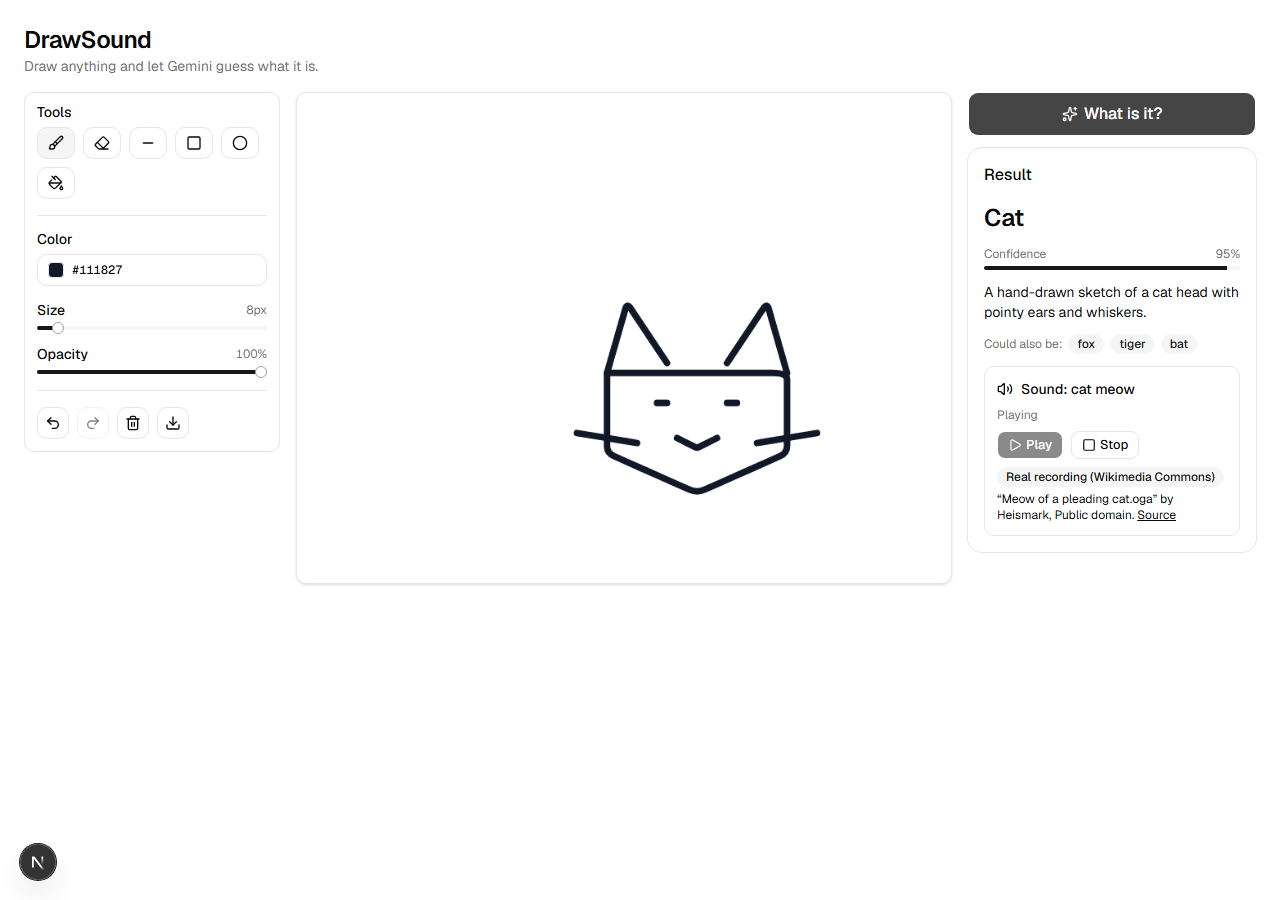 DrawSound
Draw anything and let Gemini guess what it is.
Tools
Color
#111827
Size 8px
Opacity 100%
What is it?
Result
Cat
Confidence 95%
A hand-drawn sketch of a cat head with
pointy ears and whiskers.
Could also be: fox tiger bat
Sound: cat meow
Playing
Play Stop
Real recording (Wikimedia Commons)
“Meow of a pleading cat.oga” by
Heismark, Public domain. Source
N